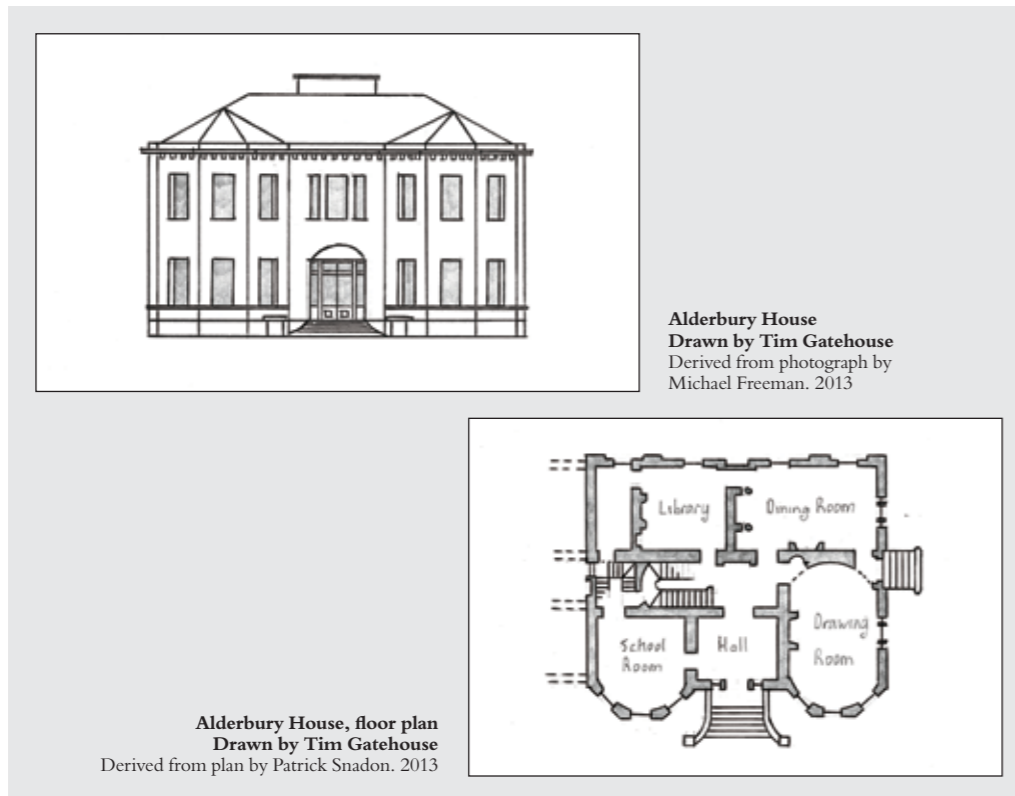 Alderbury House
Drawn by Tim Gatehouse
Derived from photograph by
Michael Freeman. 2013
Library
Dining Room
Drawing
Room
School
Room
Hall
Alderbury House, floor plan
Drawn by Tim Gatehouse
Derived from plan by Patrick Snadon. 2013